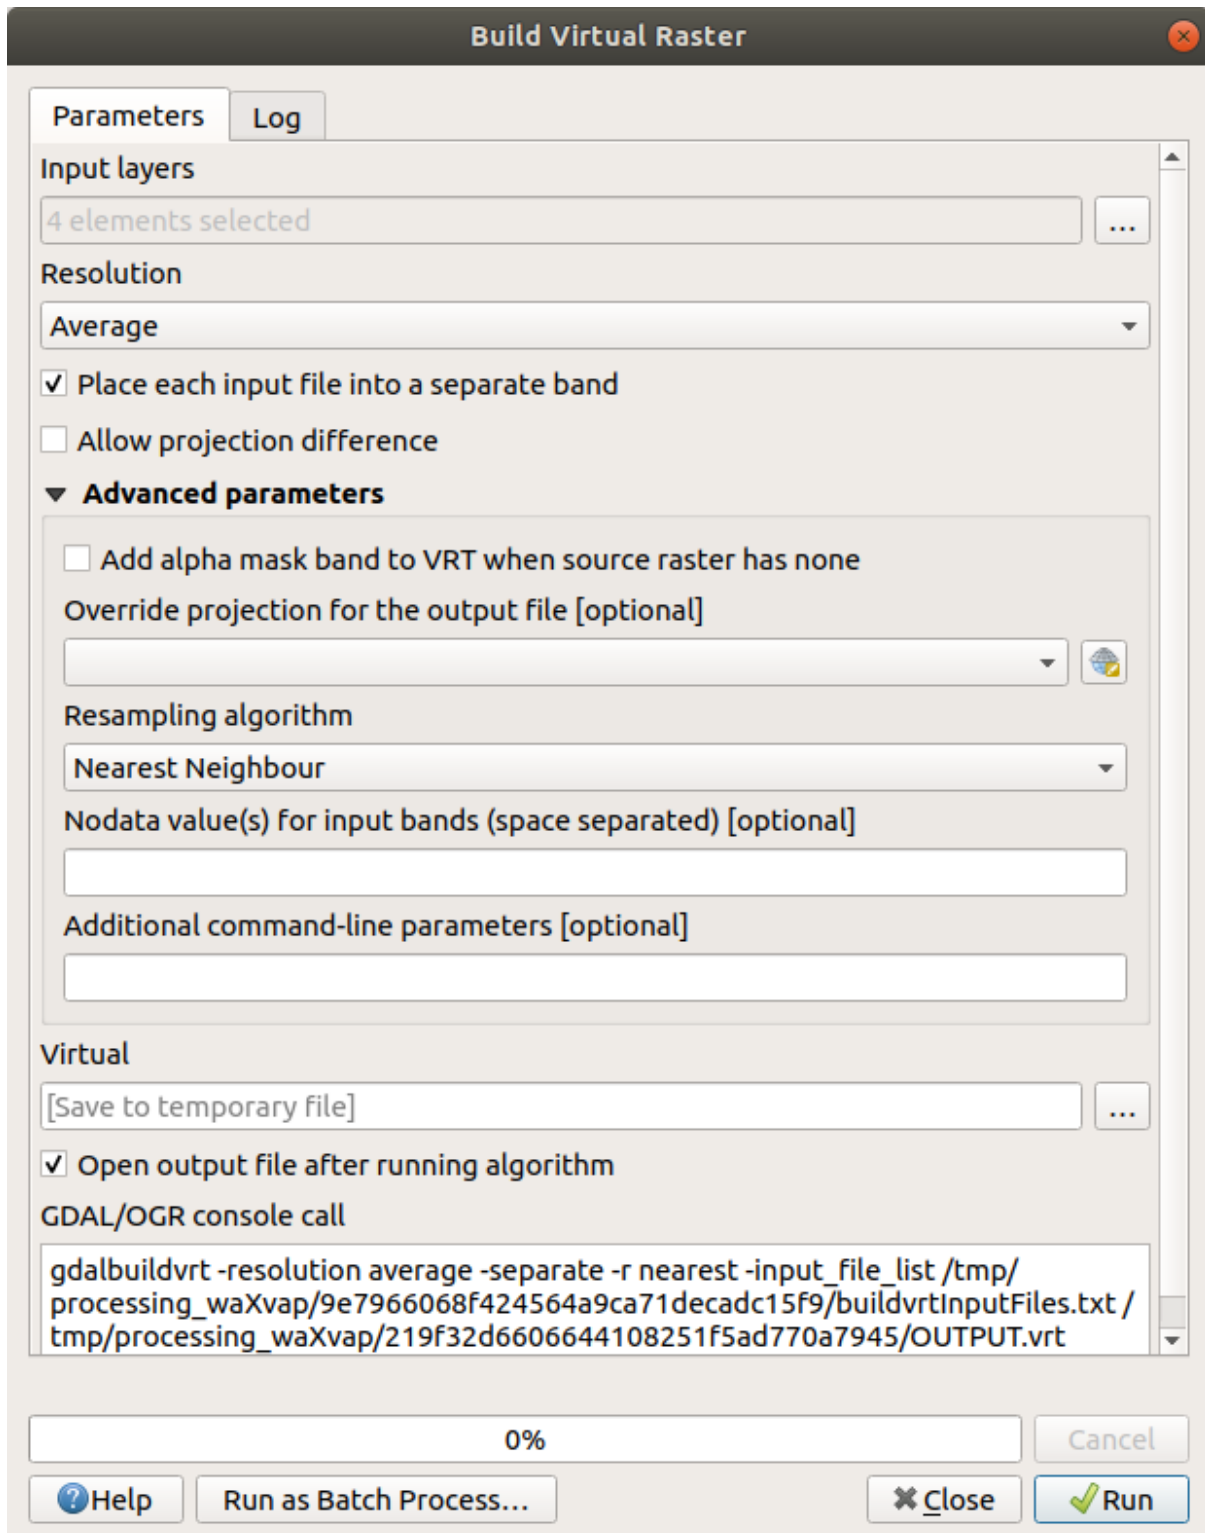 Build Virtual Raster
Parameters
Log
Input layers
4 elements selected
...
Resolution
Average
Place each input file into a separate band
Allow projection difference
Advanced parameters
Add alpha mask band to VRT when source raster has none
Override projection for the output file [optional]
Resampling algorithm
Nearest Neighbour
Nodata value(s) for input bands (space separated) [optional]
Additional command-line parameters [optional]
Virtual
[Save to temporary file]
...
Open output file after running algorithm
GDAL/OGR console call
gdalbuildvrt -resolution average -separate -r nearest -input_file_list /tmp/
processing_waXvap/9e7966068f424564a9ca71decadc15f9/buildvrtInputFiles.txt /
tmp/processing_waXvap/219f32d6606644108251f5ad770a7945/OUTPUT.vrt
0%
Cancel
Help
Run as Batch Process...
Close
Run